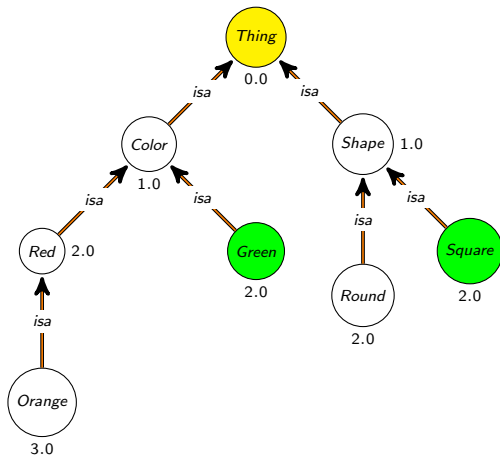 Thing
0.0
isa
isa
Color
1.0
Shape
1.0
isa
isa
isa
Red
2.0
Green
2.0
Square
2.0
Round
2.0
isa
Orange
3.0